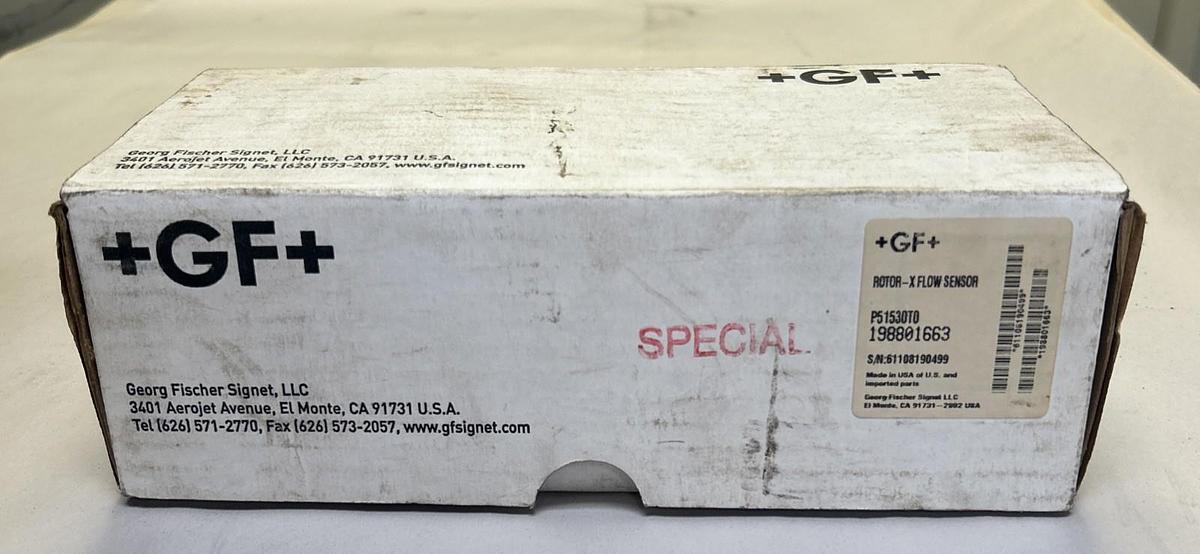 +GF+
Georg Fischer Signet, LLC
3401 Aerojet Avenue, El Monte, CA 91731 U.S.A.
Tel (626) 571-2770, Fax (626) 573-2057, www.gfsignet.com
+GF+
SPECIAL
Georg Fischer Signet, LLC
3401 Aerojet Avenue, El Monte, CA 91731 U.S.A.
Tel (626) 571-2770, Fax (626) 573-2057, www.gfsignet.com
+GF+
ROTOR-X FLOW SENSOR
P51530T0
198801663
S/N:61108190499
Made in USA of U.S. and
imported parts
Georg Fischer Signet LLC
El Monte, CA 91731-2882 USA
*61108190499*
*198801663*